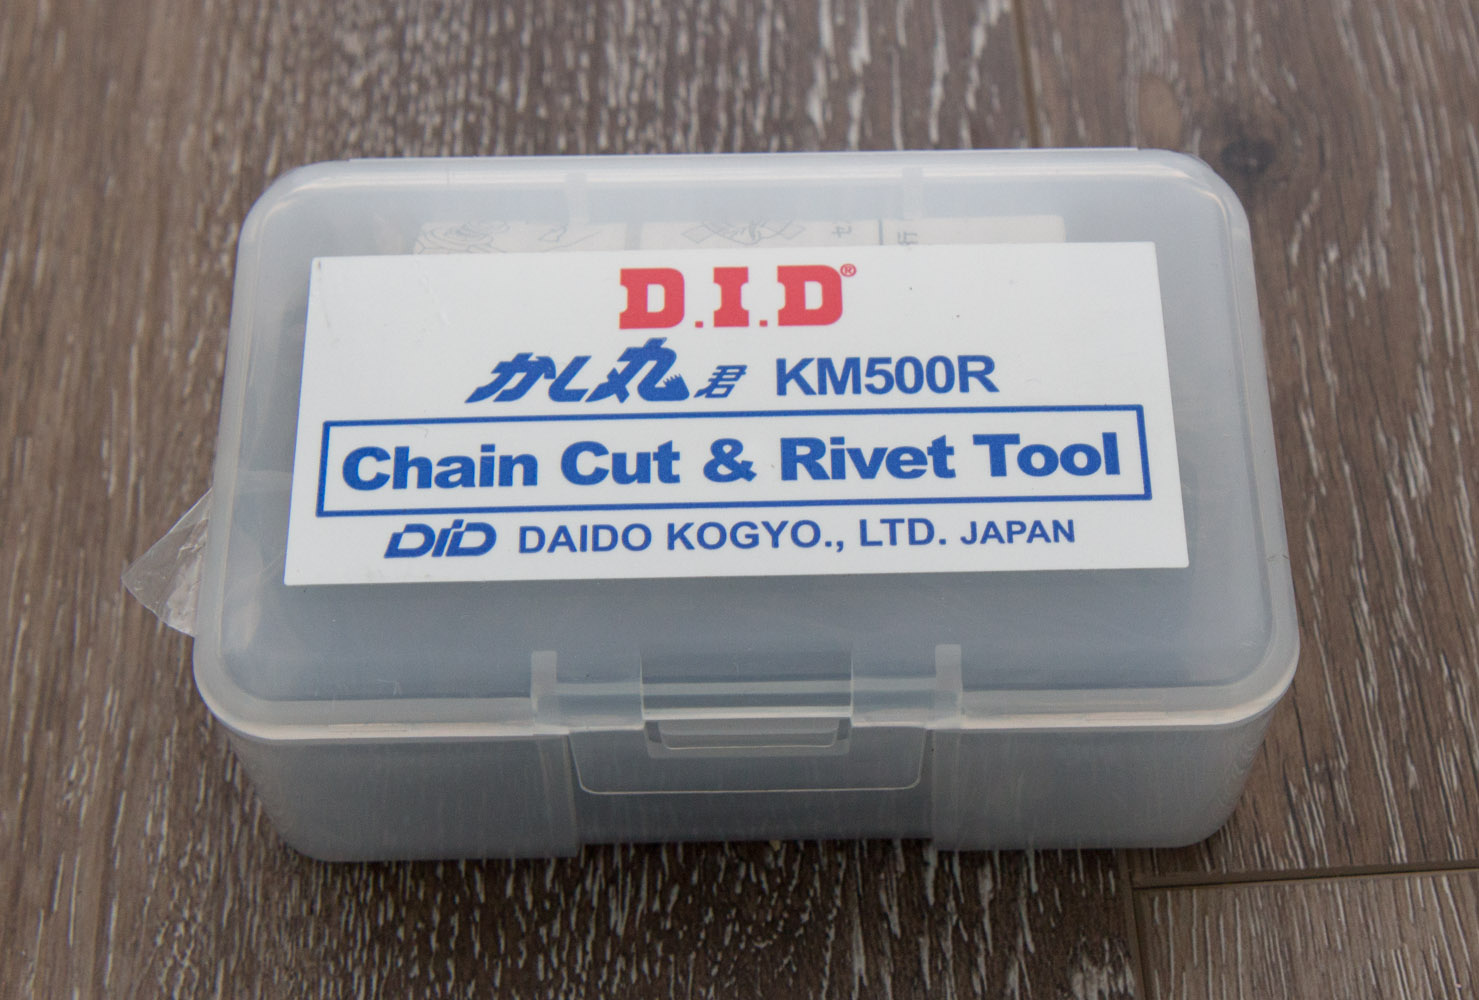 D.I.D®
かし丸君 KM500R
Chain Cut & Rivet Tool
DID DAIDO KOGYO., LTD. JAPAN